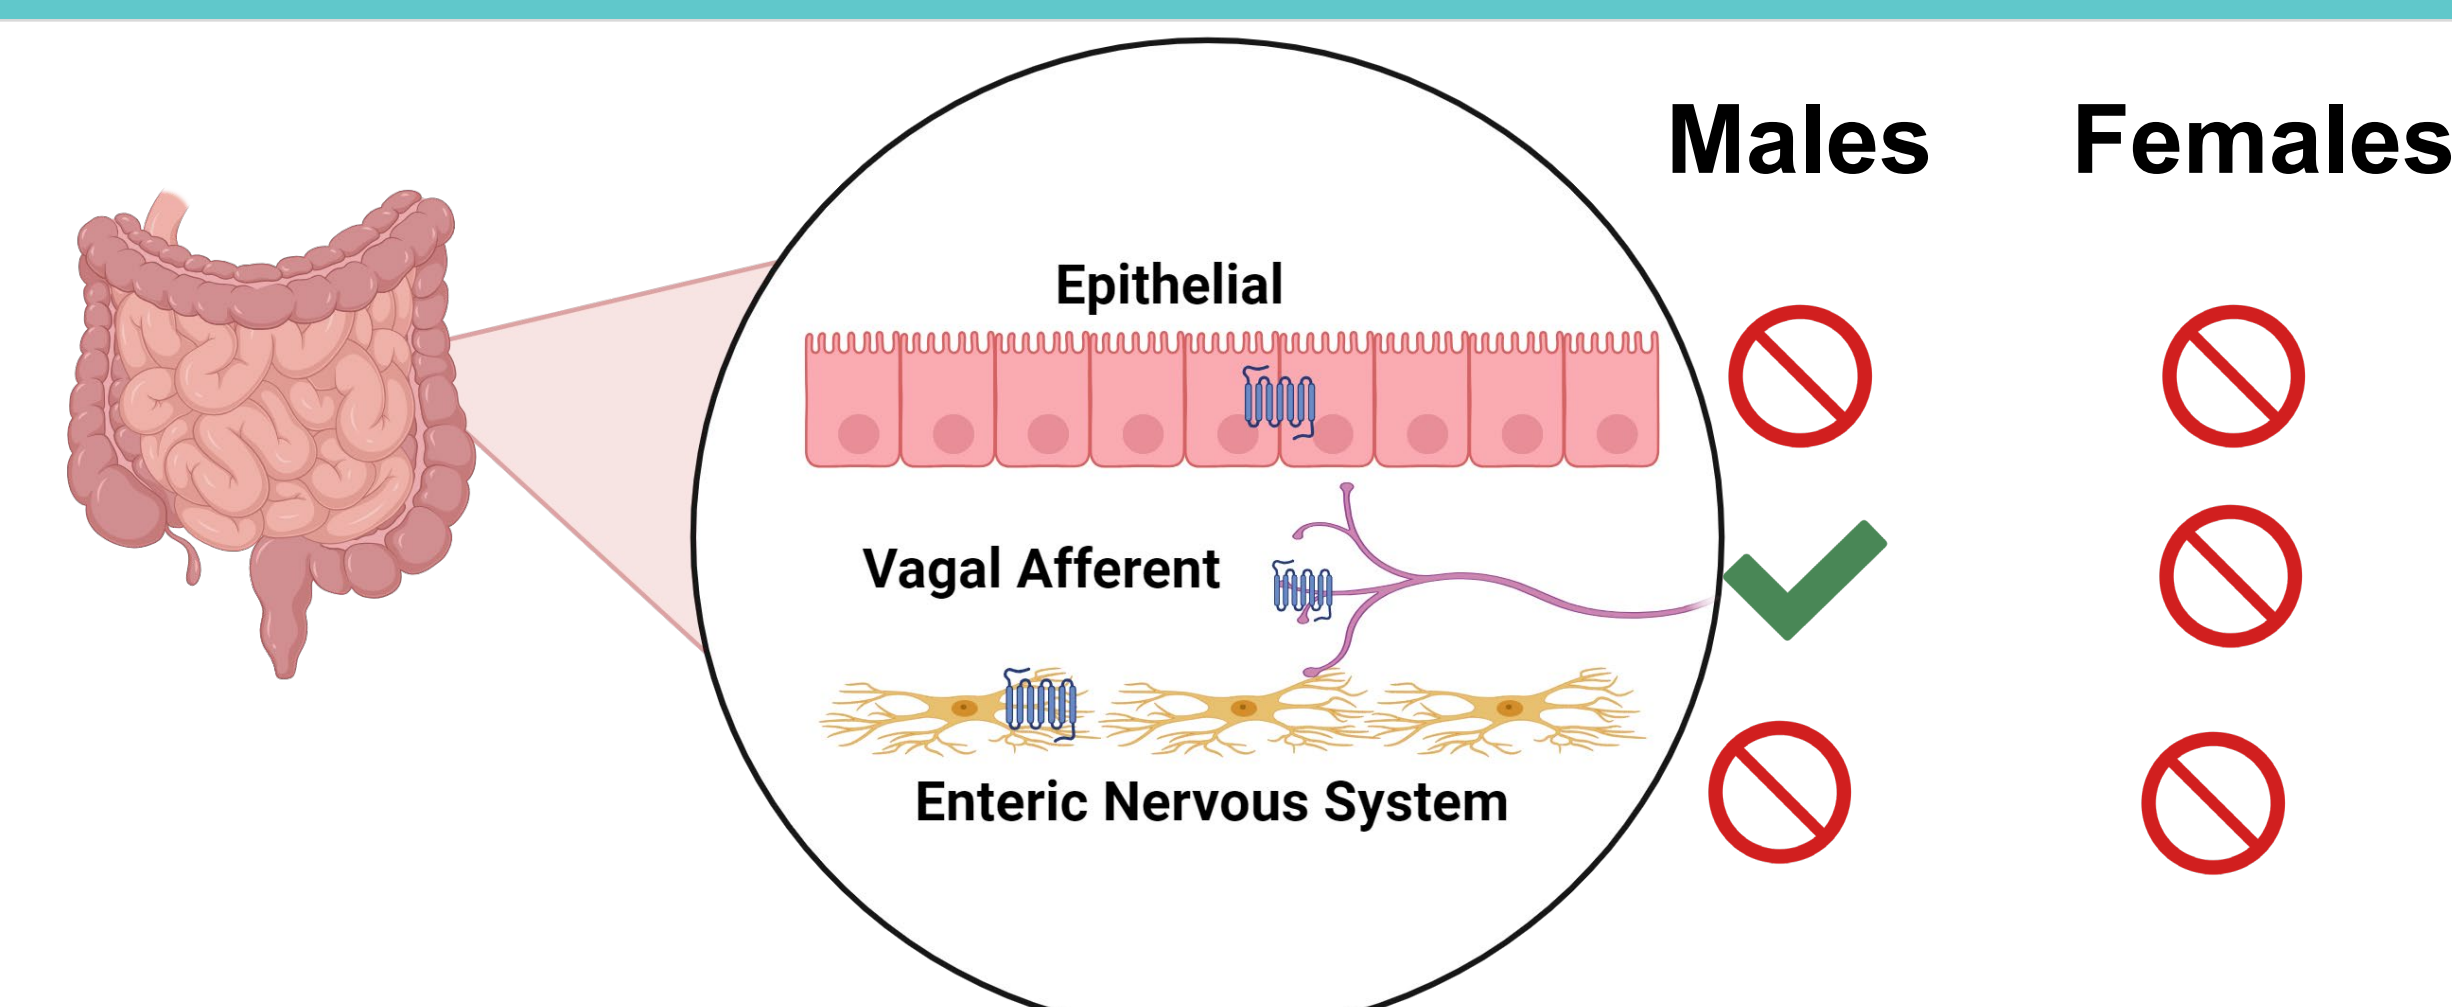 Males Females
Epithelial
Vagal Afferent
Enteric Nervous System